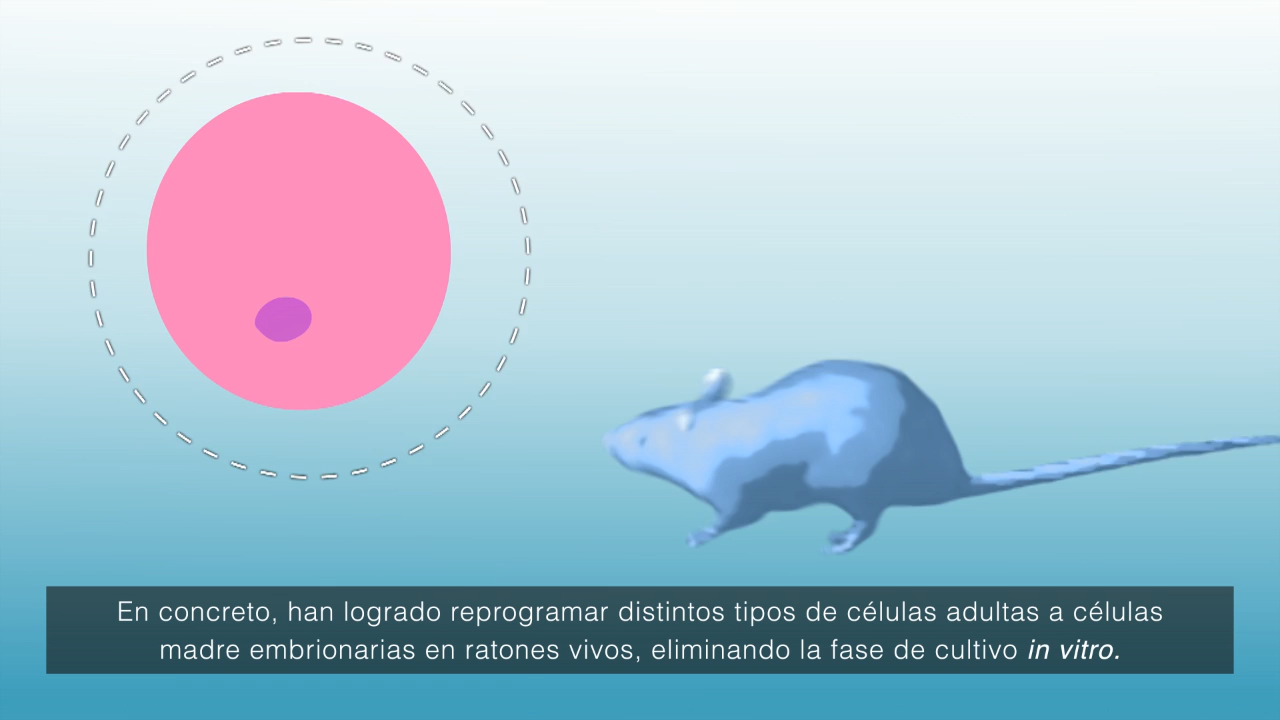 En concreto, han logrado reprogramar distintos tipos de células adultas a células
madre embrionarias en ratones vivos, eliminando la fase de cultivo in vitro.